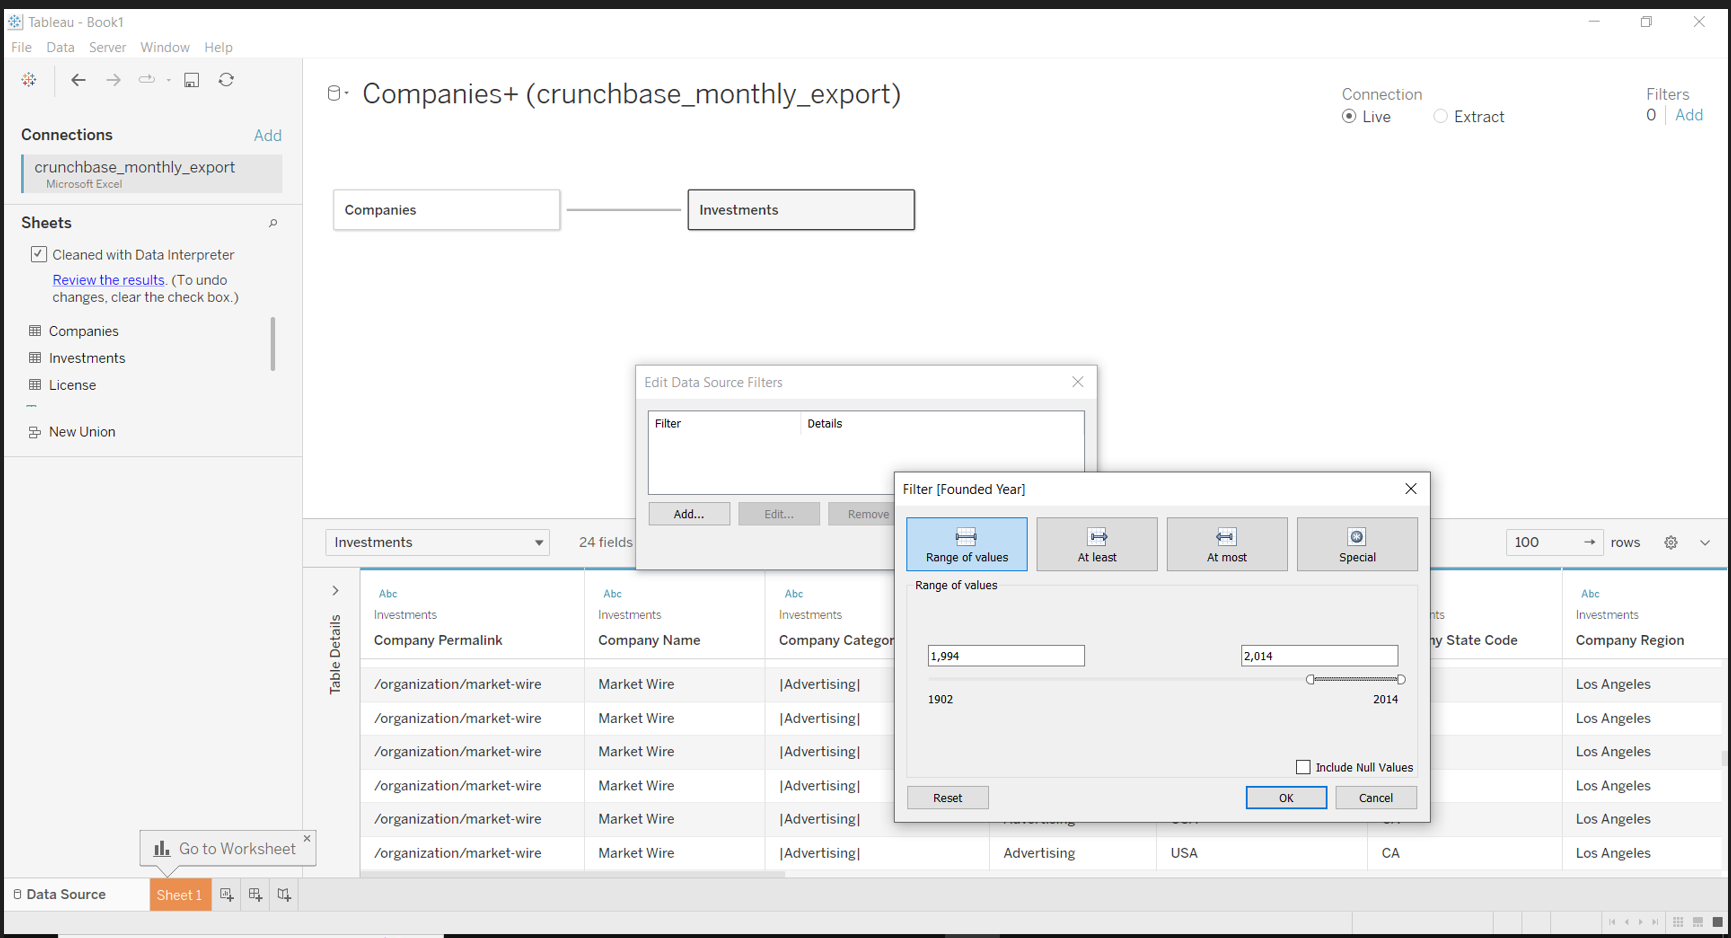 Tableau - Book1
File Data Server Window Help
Companies+ (crunchbase_monthly_export)
Connection
Live Extract
Filters
0 Add
Connections Add
crunchbase_monthly_export
Microsoft Excel
Sheets
Cleaned with Data Interpreter
Review the results. (To undo
changes, clear the check box.)
Companies
Investments
License
New Union
Companies
Investments
Edit Data Source Filters
Filter Details
Add... Edit... Remove
Filter [Founded Year]
Range of values At least At most Special
Range of values
1,994 2,014
1902 2014
Include Null Values
Reset OK Cancel
Investments 24 fields 100 rows
Table Details
Abc Abc Abc Abc
Investments Investments Investments nts Investments
Company Permalink Company Name Company Categor ny State Code Company Region
/organization/market-wire Market Wire |Advertising| Los Angeles
/organization/market-wire Market Wire |Advertising| Los Angeles
/organization/market-wire Market Wire |Advertising| Los Angeles
/organization/market-wire Market Wire |Advertising| Los Angeles
/organization/market-wire Market Wire |Advertising| Los Angeles
/organization/market-wire Market Wire |Advertising| Advertising USA CA Los Angeles
Go to Worksheet
Data Source Sheet 1